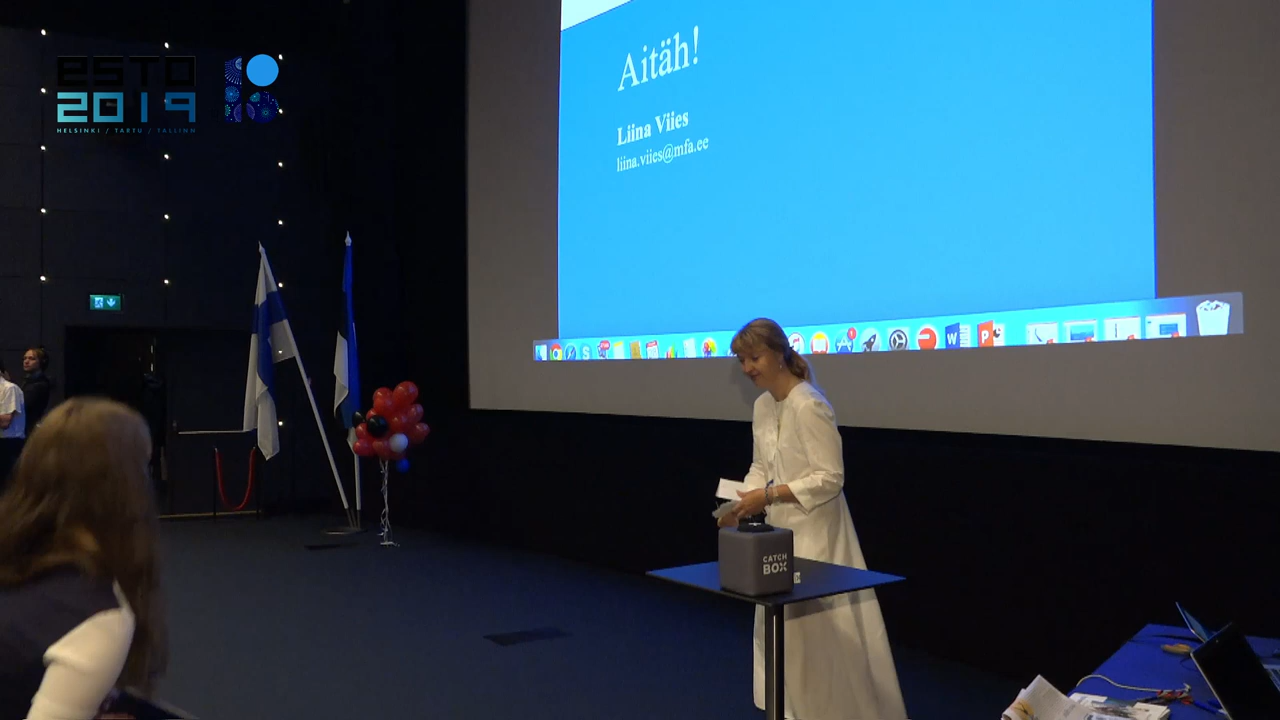 ESTO
2019
HELSINKI / TARTU / TALLINN
Aitäh!
Liina Viies
liina.viies@mfa.ee
CATCH
BOX